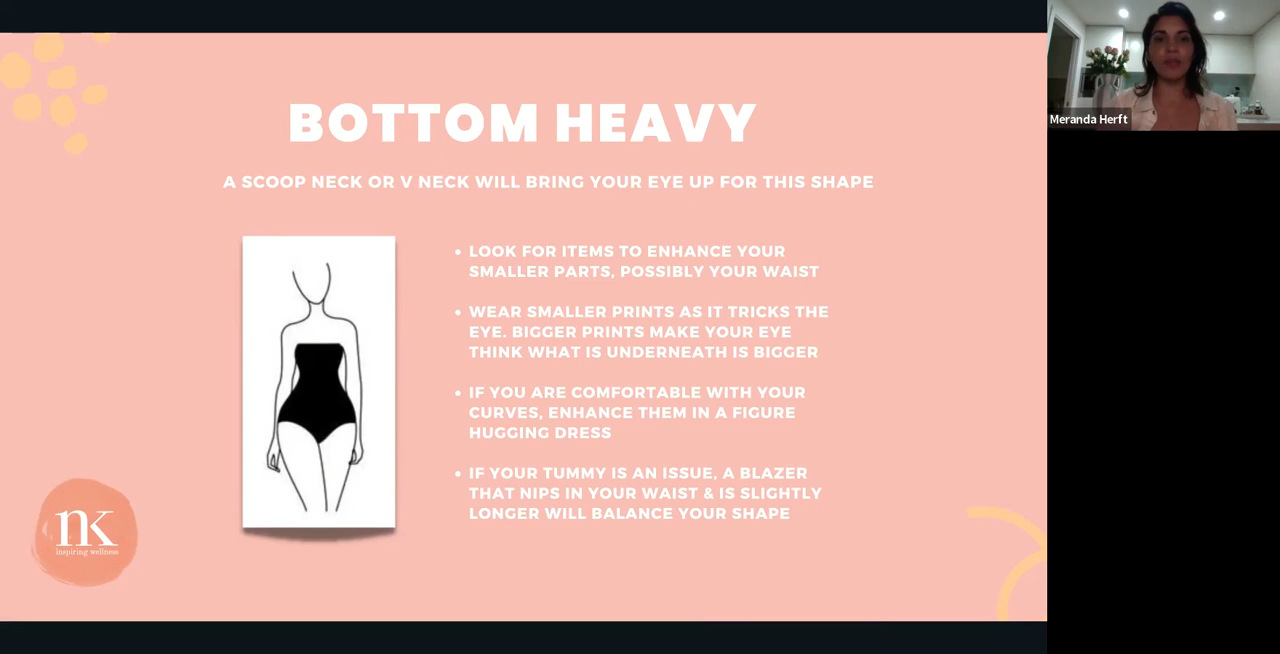 BOTTOM HEAVY
A SCOOP NECK OR V NECK WILL BRING YOUR EYE UP FOR THIS SHAPE
• LOOK FOR ITEMS TO ENHANCE YOUR
SMALLER PARTS, POSSIBLY YOUR WAIST
• WEAR SMALLER PRINTS AS IT TRICKS THE
EYE. BIGGER PRINTS MAKE YOUR EYE
THINK WHAT IS UNDERNEATH IS BIGGER
• IF YOU ARE COMFORTABLE WITH YOUR
CURVES, ENHANCE THEM IN A FIGURE
HUGGING DRESS
• IF YOUR TUMMY IS AN ISSUE, A BLAZER
THAT NIPS IN YOUR WAIST & IS SLIGHTLY
LONGER WILL BALANCE YOUR SHAPE
nk
inspiring wellness
Meranda Herft